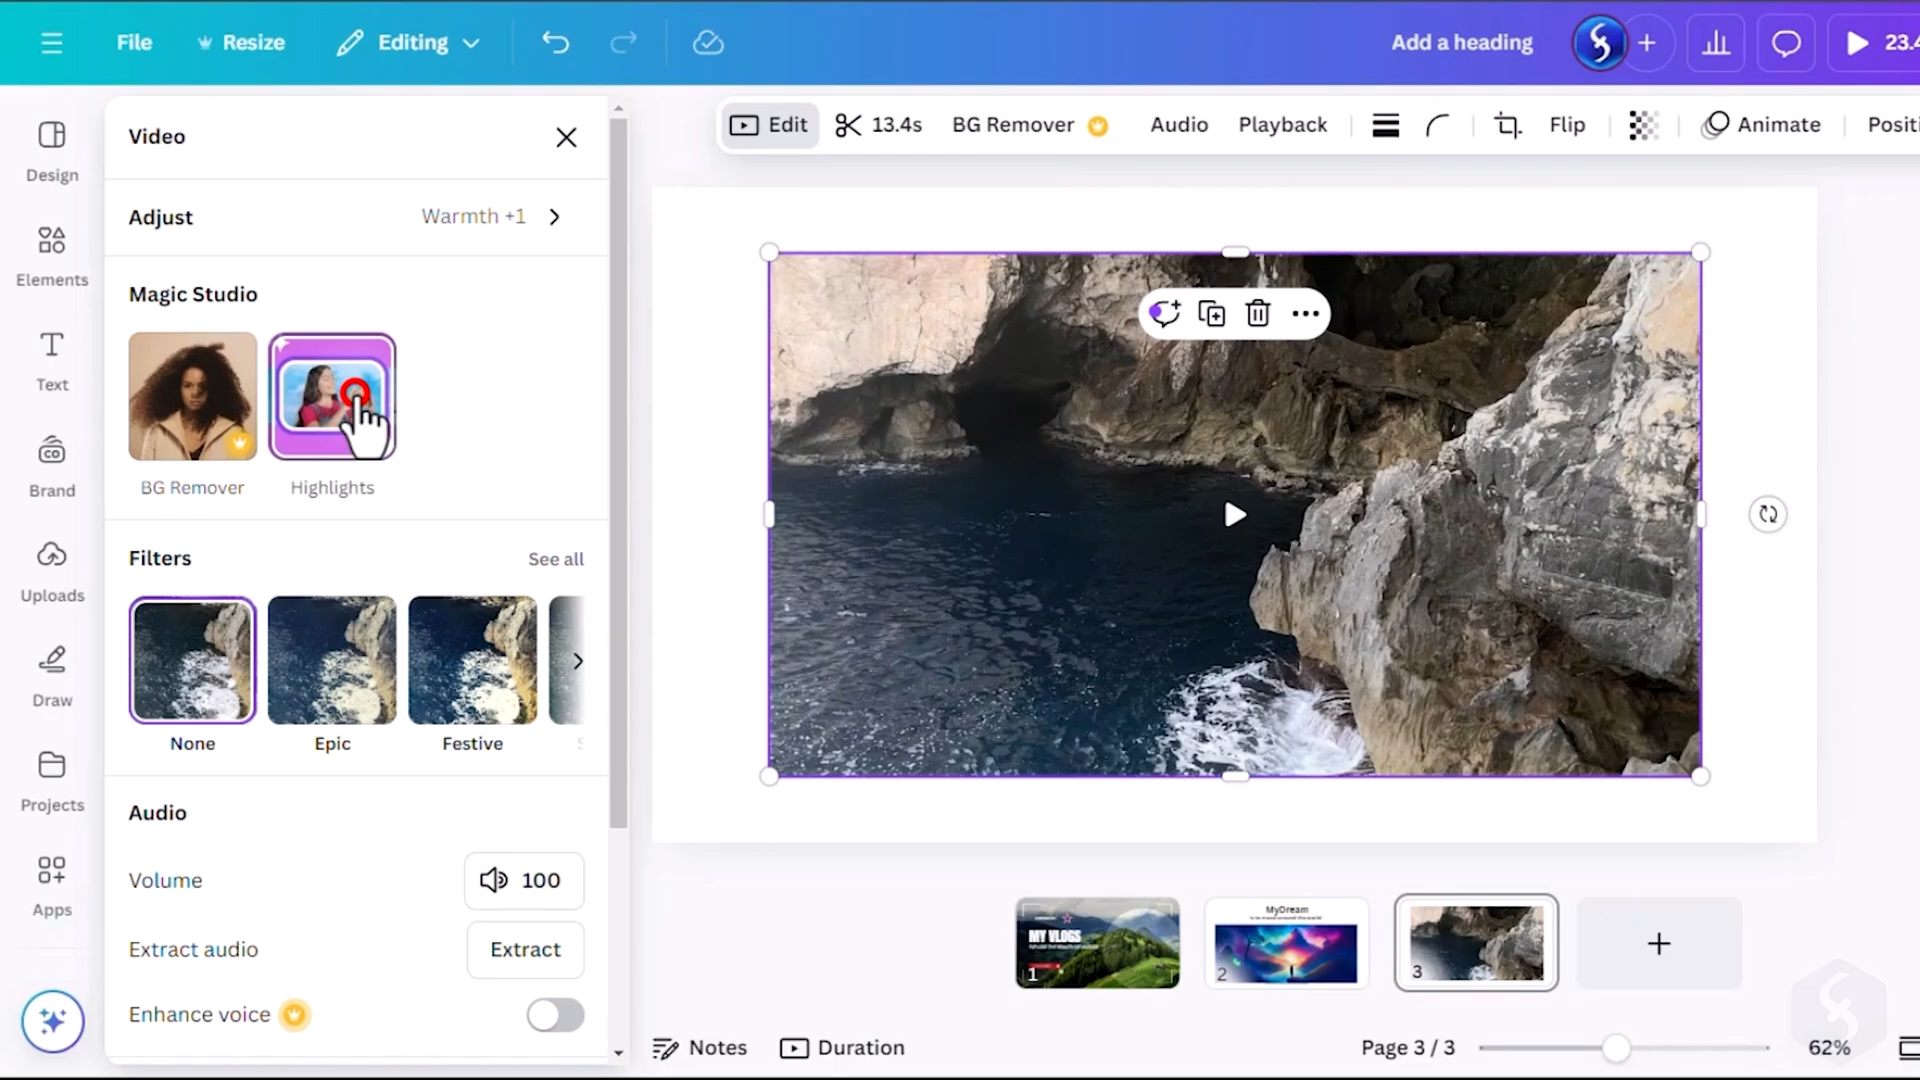 File
Resize
Editing
Add a heading
23.4
Video
Edit
13.4s
BG Remover
Audio
Playback
Flip
Animate
Positi
Adjust
Warmth +1
Magic Studio
BG Remover
Highlights
Filters
See all
None
Epic
Festive
Audio
Volume
100
Extract audio
Extract
Enhance voice
Design
Elements
Text
CO
Brand
Uploads
Draw
Projects
Apps
MY VLOGS
1
MyDream
2
3
Notes
Duration
Page 3 / 3
62%